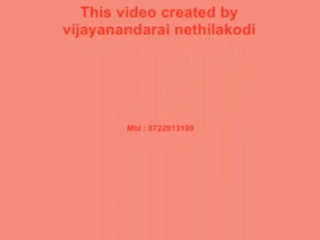 This video created by
vijayanandarai nethilakodi
Mbl : 8722913199